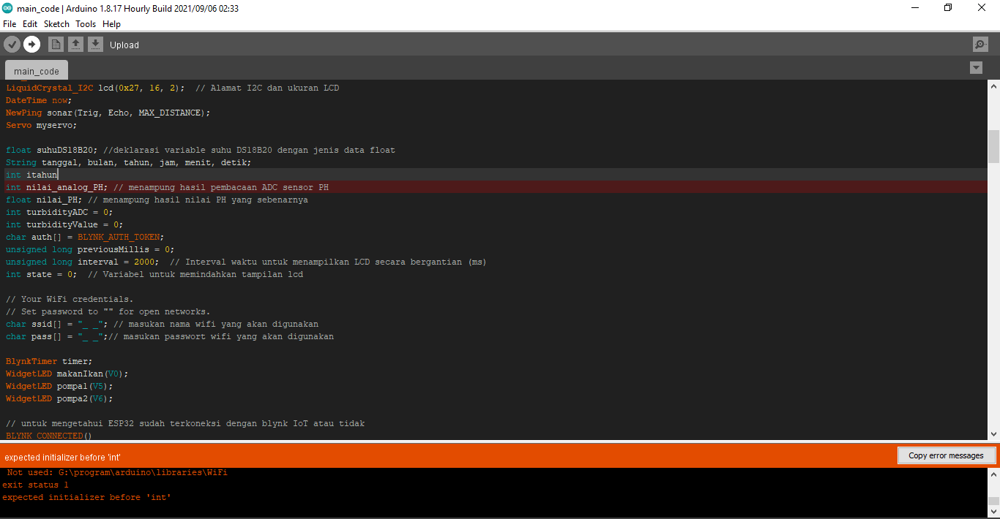 main_code | Arduino 1.8.17 Hourly Build 2021/09/06 02:33
File Edit Sketch Tools Help
Upload
main_code
LiquidCrystal_I2C lcd(0x27, 16, 2);  // Alamat I2C dan ukuran LCD
DateTime now;
NewPing sonar(Trig, Echo, MAX_DISTANCE);
Servo myservo;
float suhuDS18B20; //deklarasi variable suhu DS18B20 dengan jenis data float
String tanggal, bulan, tahun, jam, menit, detik;
int itahun
int nilai_analog_PH; // menampung hasil pembacaan ADC sensor PH
float nilai_PH; // menampung hasil nilai PH yang sebenarnya
int turbidityADC = 0;
int turbidityValue = 0;
char auth[] = BLYNK_AUTH_TOKEN;
unsigned long previousMillis = 0;
unsigned long interval = 2000;  // Interval waktu untuk menampilkan LCD secara bergantian (ms)
int state = 0;  // Variabel untuk memindahkan tampilan lcd
// Your WiFi credentials.
// Set password to "" for open networks.
char ssid[] = "_ _"; // masukan nama wifi yang akan digunakan
char pass[] = "_ _";// masukan passwort wifi yang akan digunakan
BlynkTimer timer;
WidgetLED makanIkan(V0);
WidgetLED pompa1(V5);
WidgetLED pompa2(V6);
// untuk mengetahui ESP32 sudah terkoneksi dengan blynk IoT atau tidak
BLYNK_CONNECTED()
expected initializer before 'int'
Copy error messages
Not used: G:\program\arduino\libraries\WiFi
exit status 1
expected initializer before 'int'